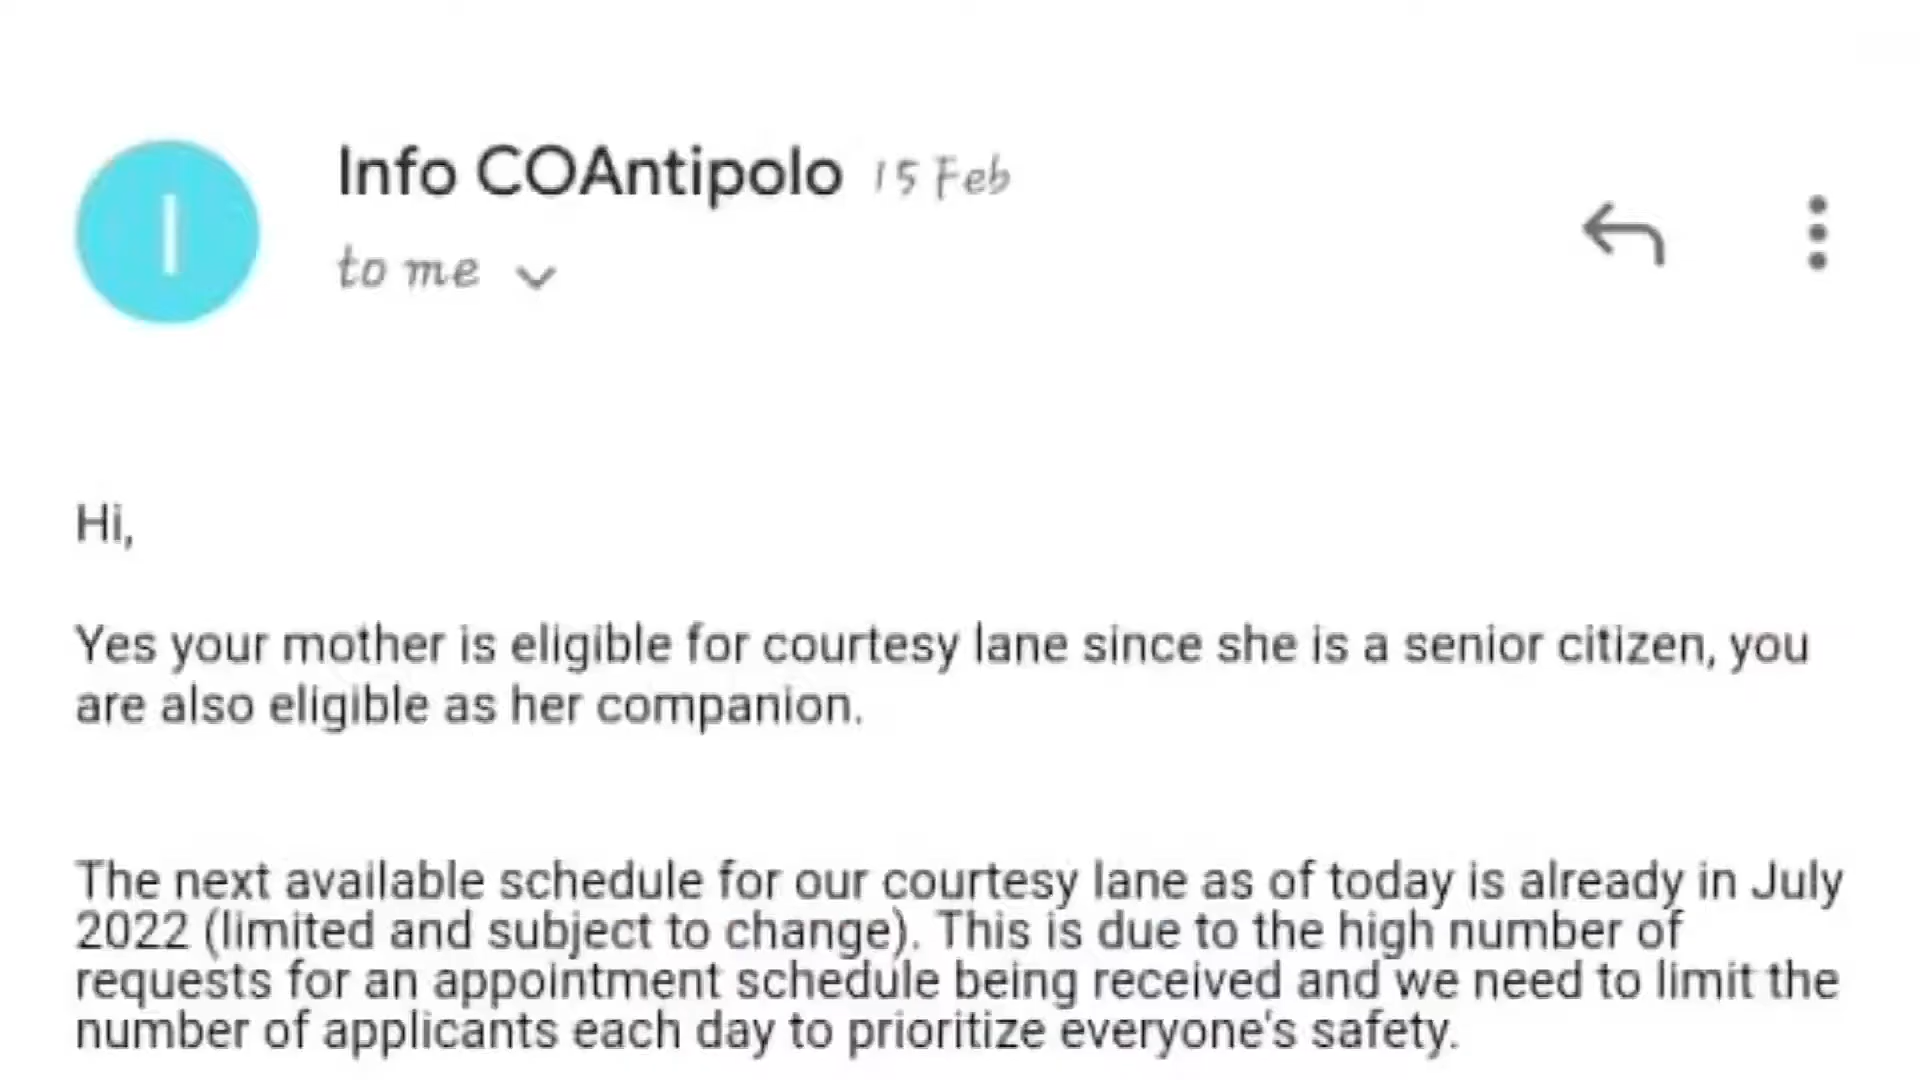 I
Info COAntipolo 15 Feb
to me
Hi,
Yes your mother is eligible for courtesy lane since she is a senior citizen, you
are also eligible as her companion.
The next available schedule for our courtesy lane as of today is already in July
2022 (limited and subject to change). This is due to the high number of
requests for an appointment schedule being received and we need to limit the
number of applicants each day to prioritize everyone's safety.